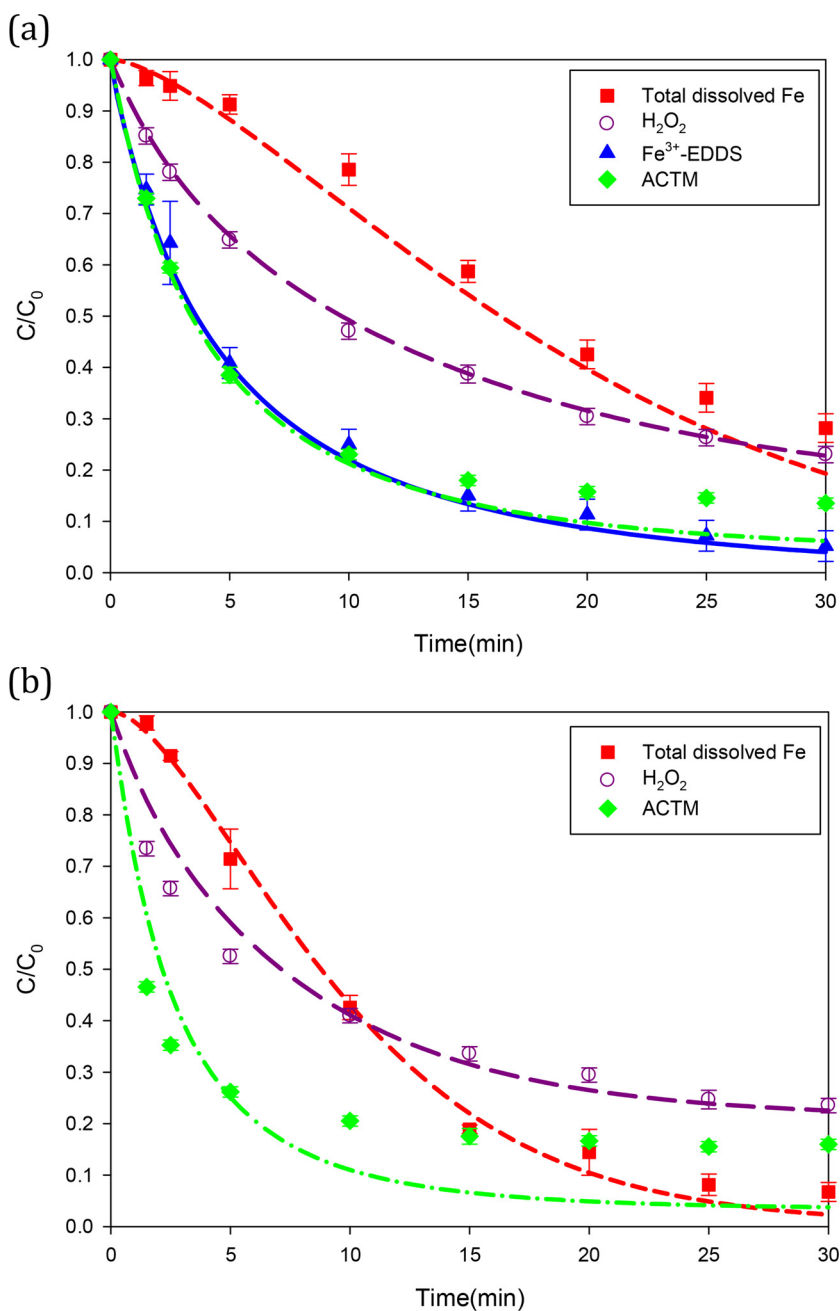 (a)
1.0
0.9
0.8
0.7
0.6
0.5
0.4
0.3
0.2
0.1
0.0
C/C₀
Total dissolved Fe
H₂O₂
Fe³⁺-EDDS
ACTM
0 5 10 15 20 25 30
Time(min)
(b)
1.0
0.9
0.8
0.7
0.6
0.5
0.4
0.3
0.2
0.1
0.0
C/C₀
Total dissolved Fe
H₂O₂
ACTM
0 5 10 15 20 25 30
Time(min)